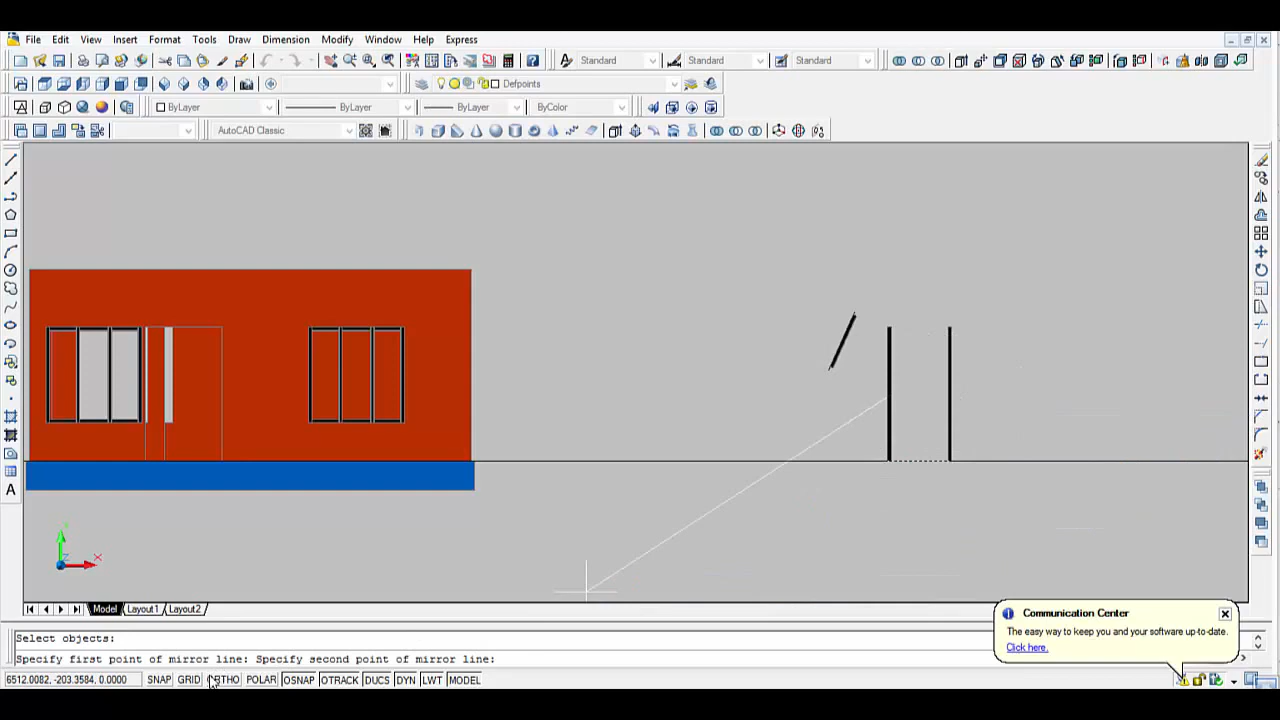 File Edit View Insert Format Tools Draw Dimension Modify Window Help Express
Standard Standard Standard
Defpoints
ByLayer ByLayer ByLayer ByColor
AutoCAD Classic
X
A
Model Layout1 Layout2
Communication Center
The easy way to keep you and your software up-to-date.
Click here.
Select objects:
Specify first point of mirror line: Specify second point of mirror line:
6512.0082, -203.3584, 0.0000 SNAP GRID ORTHO POLAR OSNAP OTRACK DUCS DYN LWT MODEL